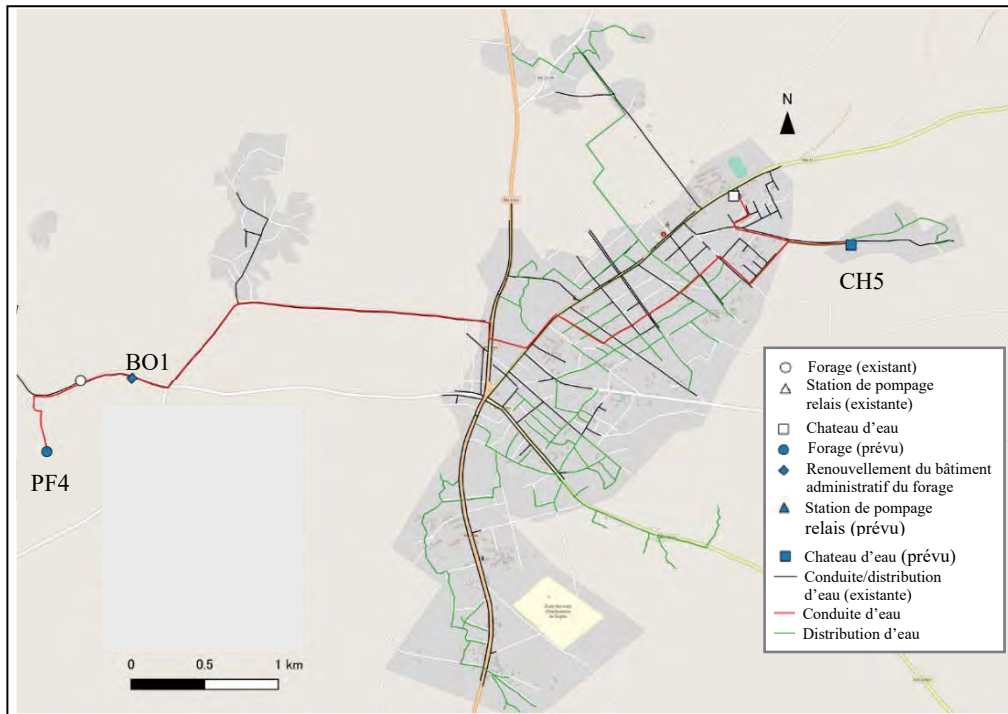 N
CH5
BO1
PF4
Forage (existant)
Station de pompage
relais (existante)
Chateau d'eau
Forage (prévu)
Renouvellement du bâtiment
administratif du forage
Station de pompage
relais (prévu)
Chateau d'eau (prévu)
Conduite/distribution
d'eau (existante)
Conduite d'eau
Distribution d'eau
0 0.5 1 km